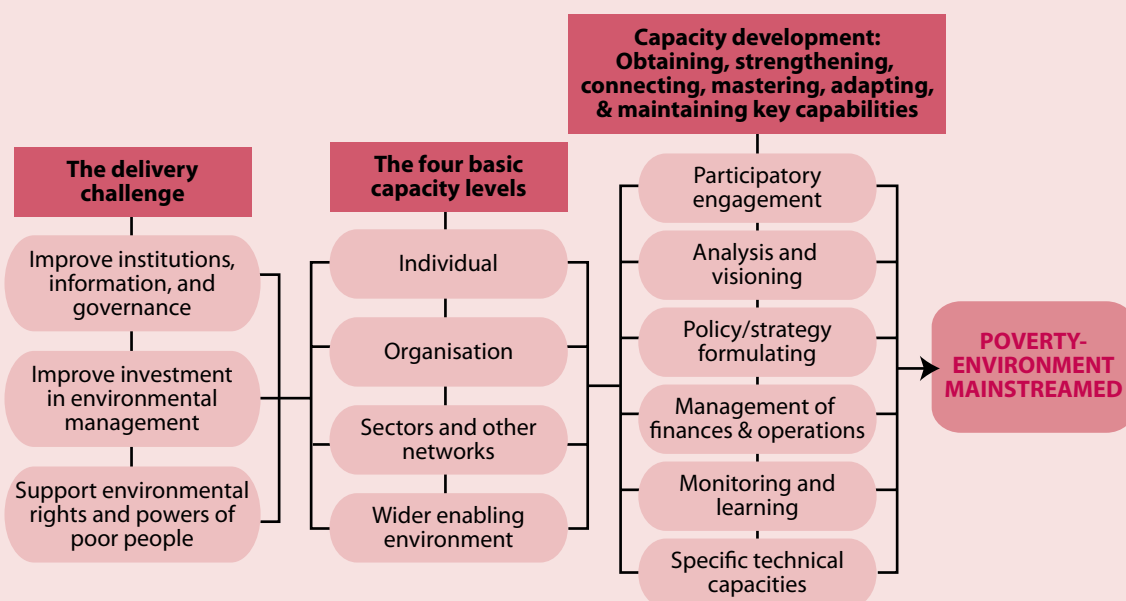 The delivery
challenge
Improve institutions,
information, and
governance
Improve investment
in environmental
management
Support environmental
rights and powers of
poor people
The four basic
capacity levels
Individual
Organisation
Sectors and other
networks
Wider enabling
environment
Capacity development:
Obtaining, strengthening,
connecting, mastering, adapting,
& maintaining key capabilities
Participatory
engagement
Analysis and
visioning
Policy/strategy
formulating
Management of
finances & operations
Monitoring and
learning
Specific technical
capacities
POVERTY-
ENVIRONMENT
MAINSTREAMED